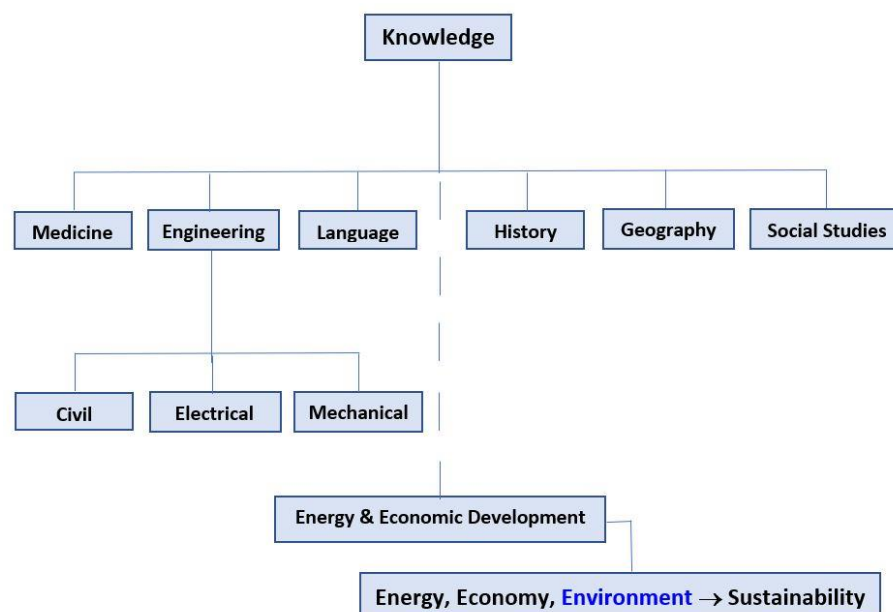 Knowledge
Medicine
Engineering
Language
History
Geography
Social Studies
Civil
Electrical
Mechanical
Energy & Economic Development
Energy, Economy, Environment → Sustainability